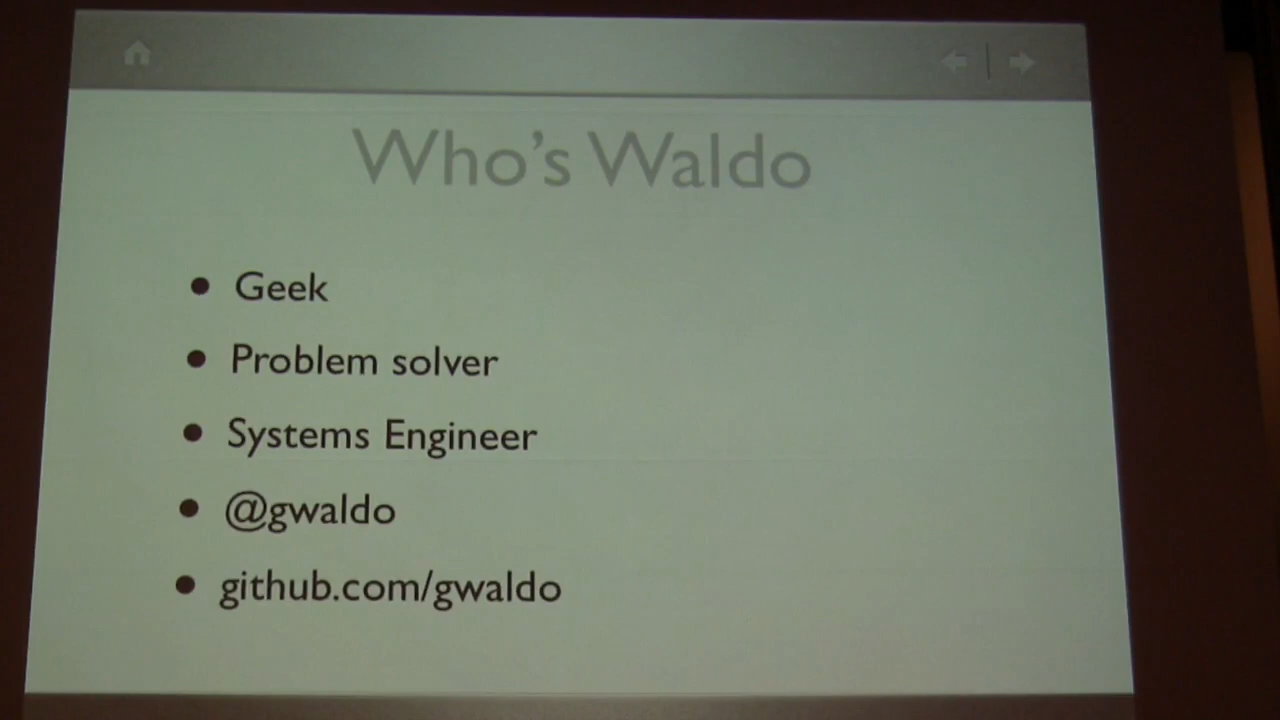 Who's Waldo
• Geek
• Problem solver
• Systems Engineer
• @gwaldo
• github.com/gwaldo